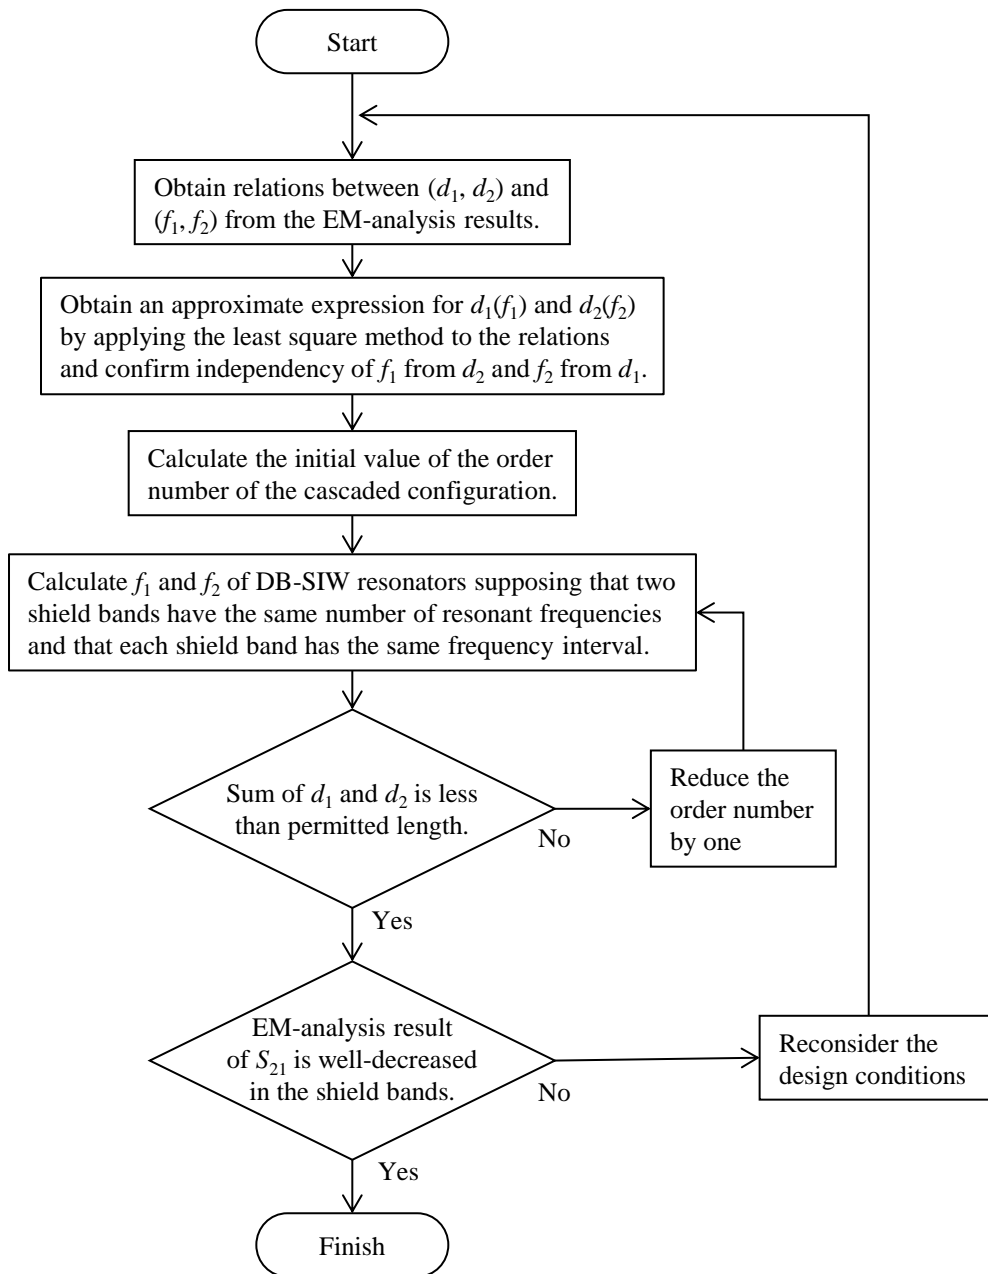 Start
Obtain relations between (d₁, d₂) and
(f₁, f₂) from the EM-analysis results.
Obtain an approximate expression for d₁(f₁) and d₂(f₂)
by applying the least square method to the relations
and confirm independency of f₁ from d₂ and f₂ from d₁.
Calculate the initial value of the order
number of the cascaded configuration.
Calculate f₁ and f₂ of DB-SIW resonators supposing that two
shield bands have the same number of resonant frequencies
and that each shield band has the same frequency interval.
Sum of d₁ and d₂ is less
than permitted length.
No
Reduce the
order number
by one
Yes
EM-analysis result
of S₂₁ is well-decreased
in the shield bands.
No
Reconsider the
design conditions
Yes
Finish